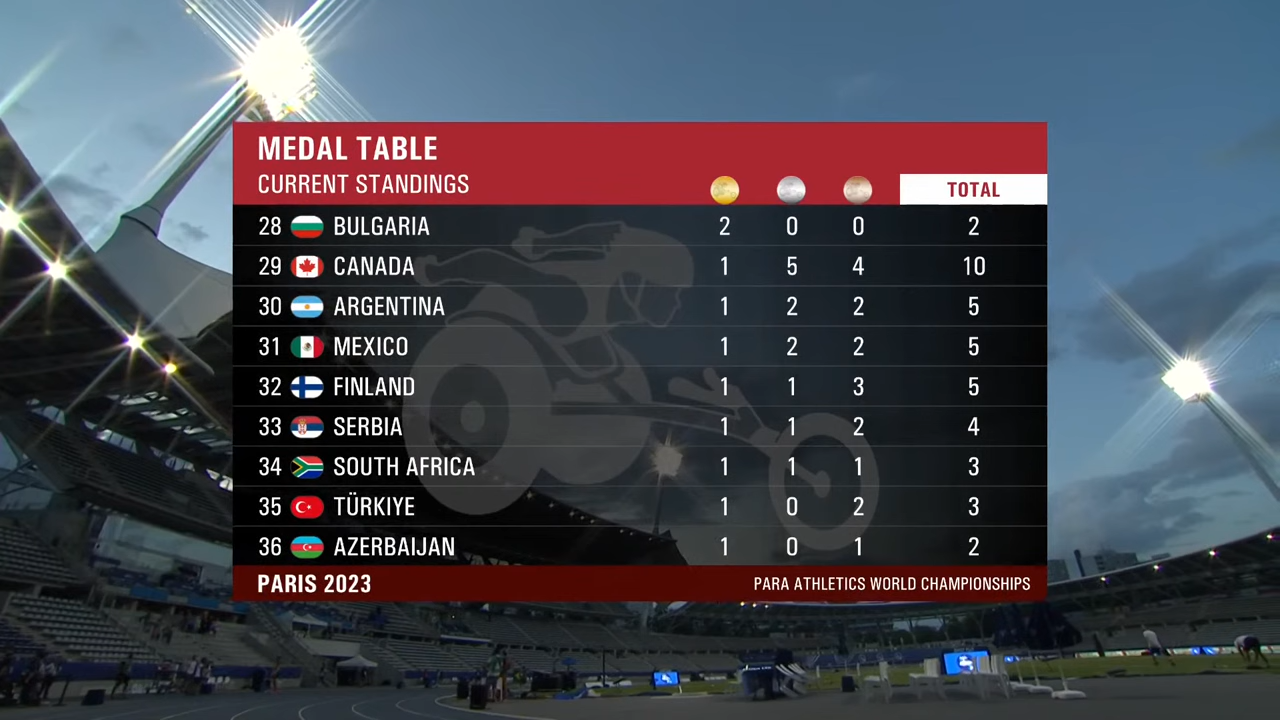 MEDAL TABLE
CURRENT STANDINGS
TOTAL
28 BULGARIA 2 0 0 2
29 CANADA 1 5 4 10
30 ARGENTINA 1 2 2 5
31 MEXICO 1 2 2 5
32 FINLAND 1 1 3 5
33 SERBIA 1 1 2 4
34 SOUTH AFRICA 1 1 1 3
35 TÜRKIYE 1 0 2 3
36 AZERBAIJAN 1 0 1 2
PARIS 2023 PARA ATHLETICS WORLD CHAMPIONSHIPS